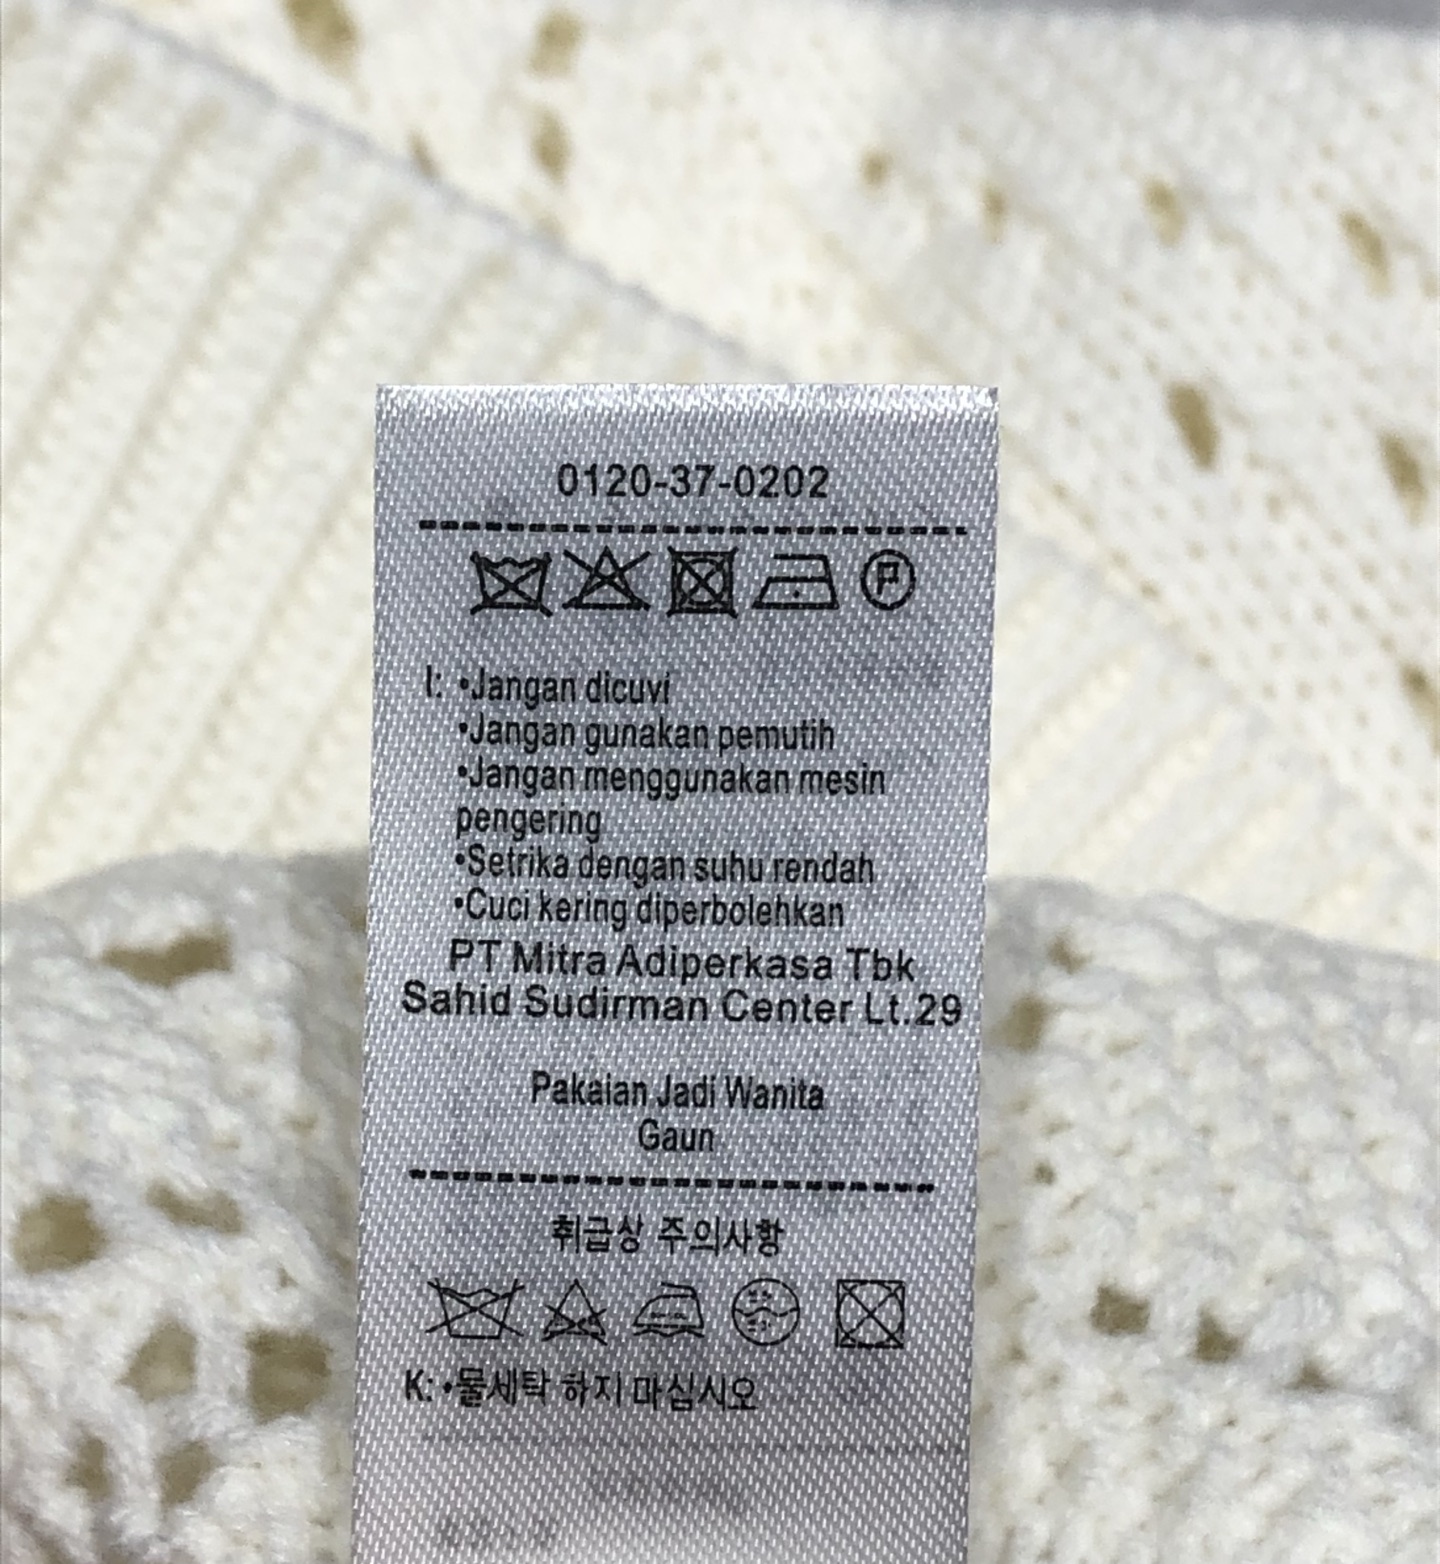 0120-37-0202
I: •Jangan dicuvi
•Jangan gunakan pemutih
•Jangan menggunakan mesin
pengering
•Setrika dengan suhu rendah
•Cuci kering diperbolehkan
PT Mitra Adiperkasa Tbk
Sahid Sudirman Center Lt.29
Pakaian Jadi Wanita
Gaun
취급상 주의사항
K: •물세탁 하지 마십시오